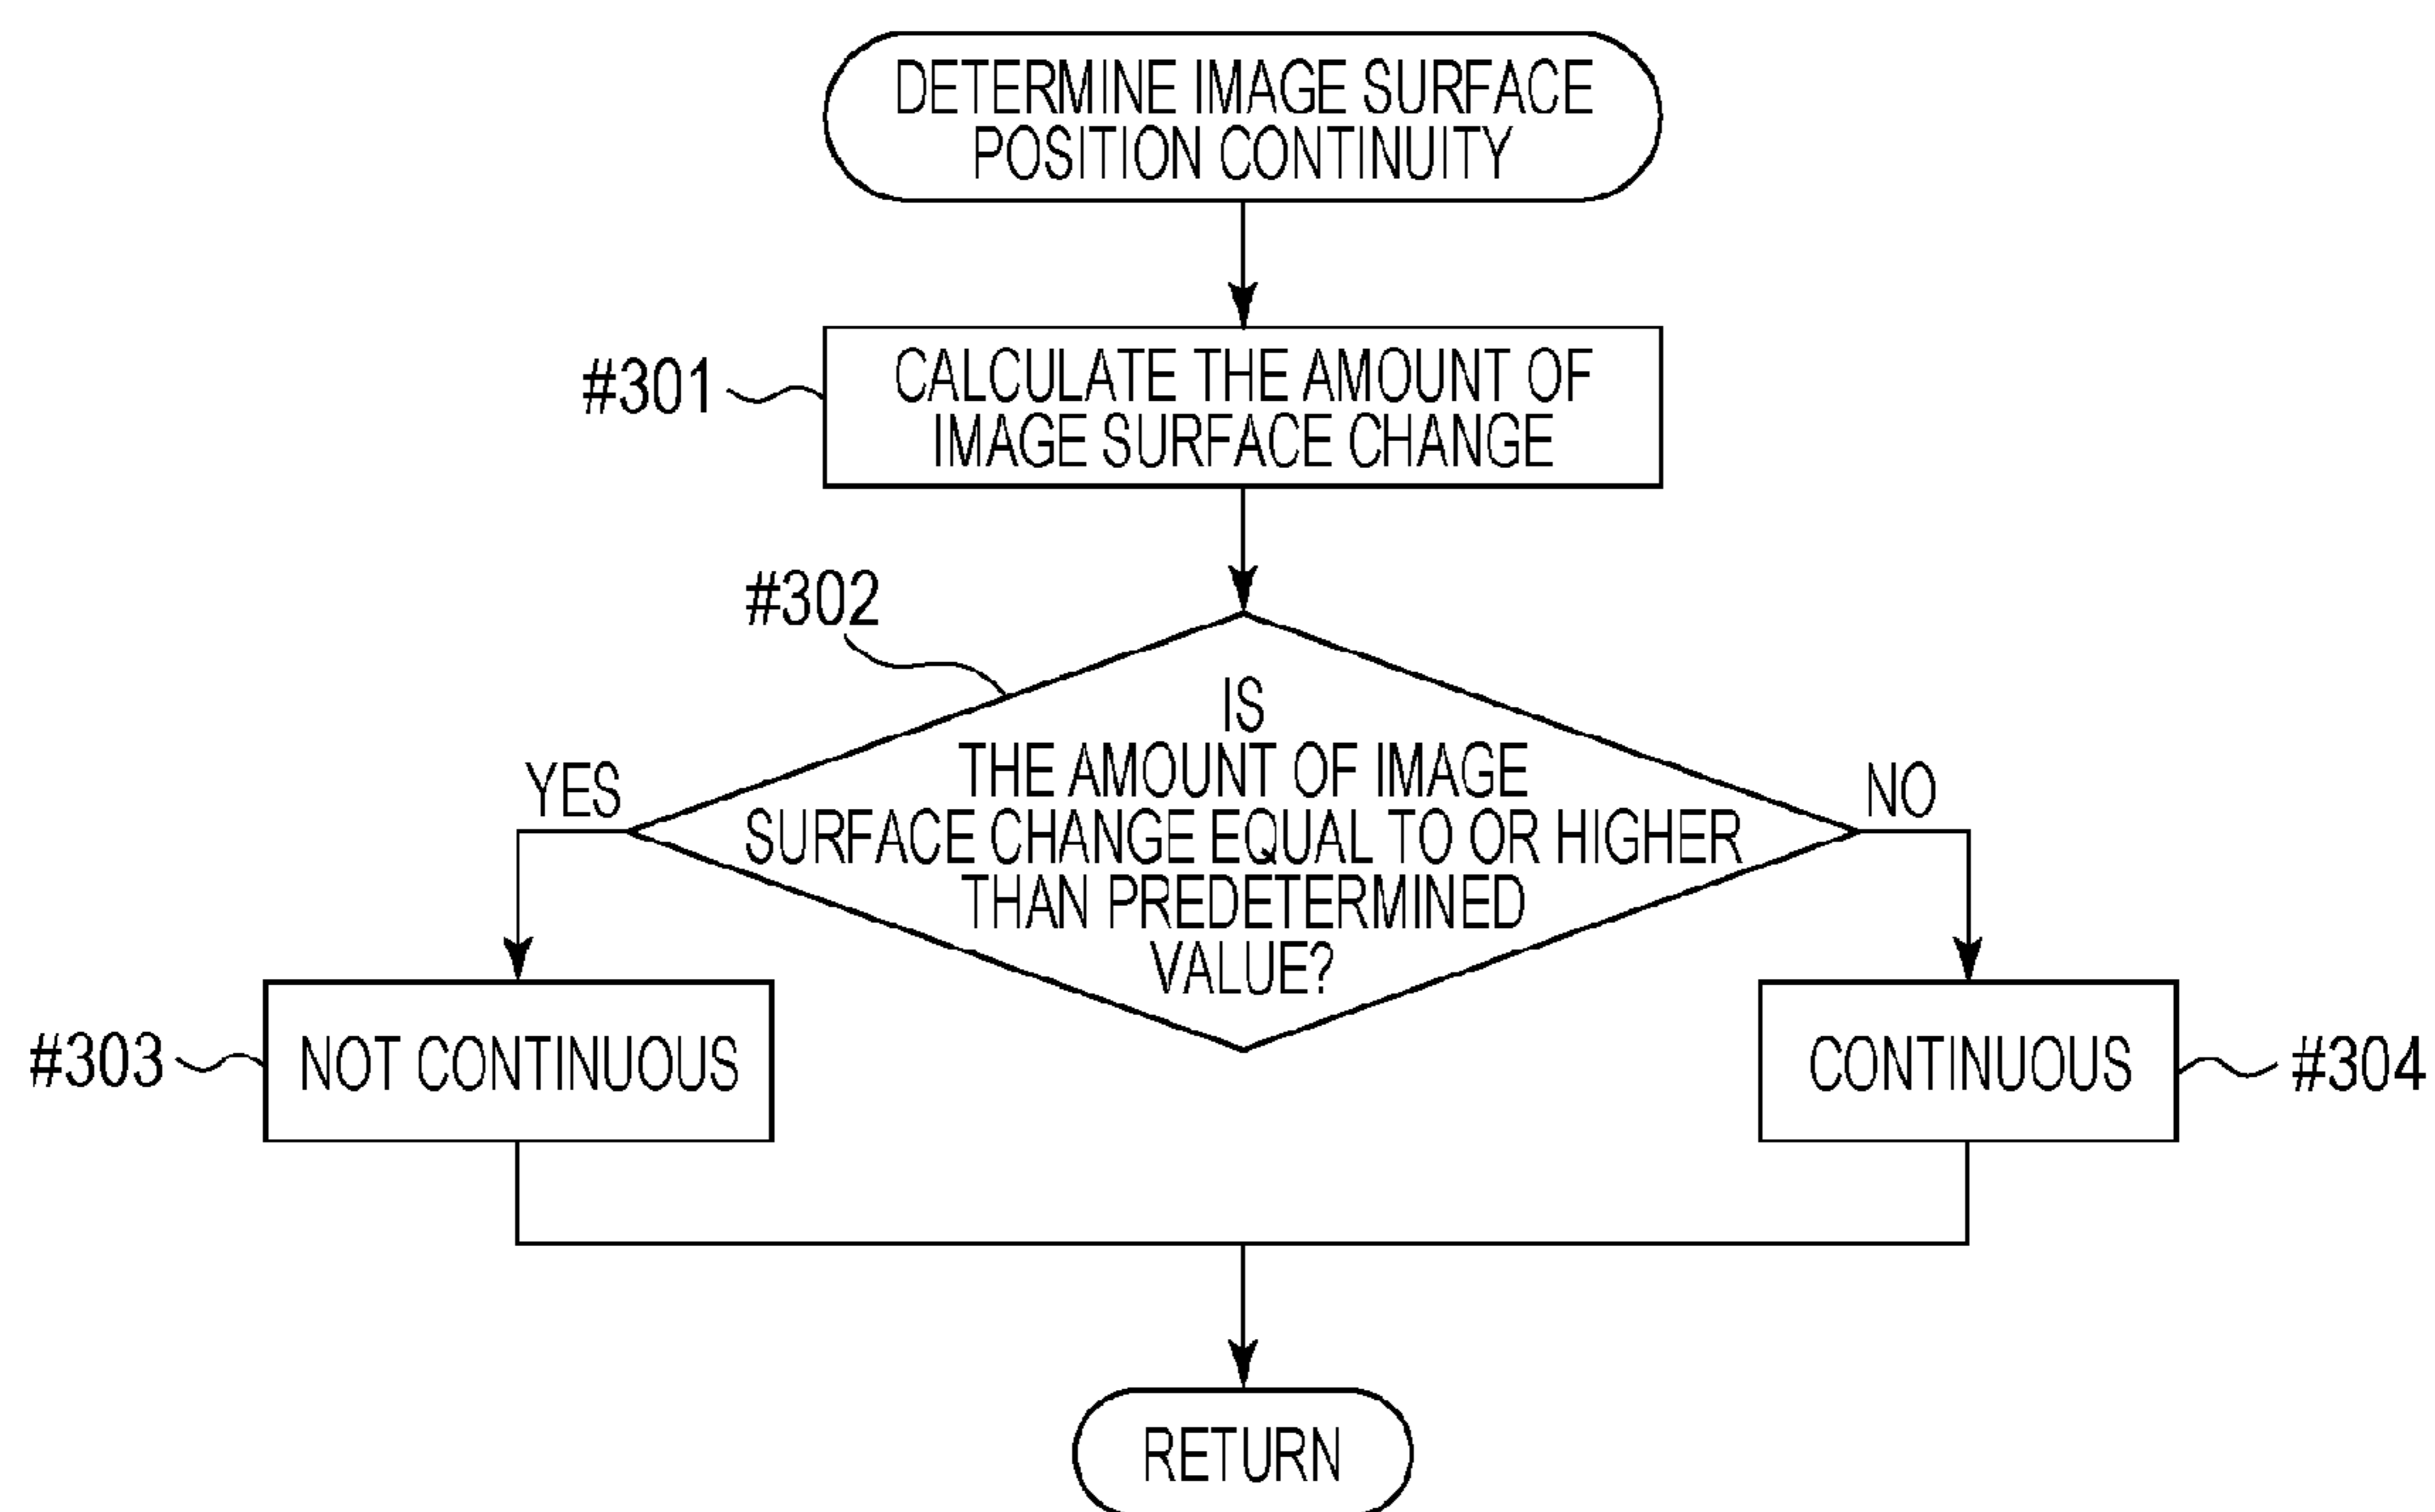 DETERMINE IMAGE SURFACE
POSITION CONTINUITY
#301
CALCULATE THE AMOUNT OF
IMAGE SURFACE CHANGE
#302
IS
THE AMOUNT OF IMAGE
SURFACE CHANGE EQUAL TO OR HIGHER
THAN PREDETERMINED
VALUE?
YES
NO
#303
NOT CONTINUOUS
CONTINUOUS
#304
RETURN